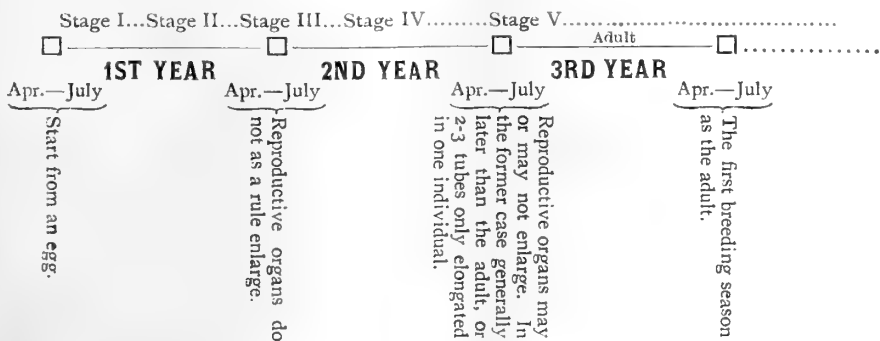 Stage I...Stage II...Stage III...Stage IV.........Stage V.......................................
Adult
1ST YEAR 2ND YEAR 3RD YEAR
Apr.—July Apr.—July Apr.—July Apr.—July
Start from an egg.
Reproductive organs do
not as a rule enlarge.
Reproductive organs may
or may not enlarge. In
the former case generally
later than the adult, or
2-3 tubes only elongated
in one individual.
The first breeding season
as the adult.